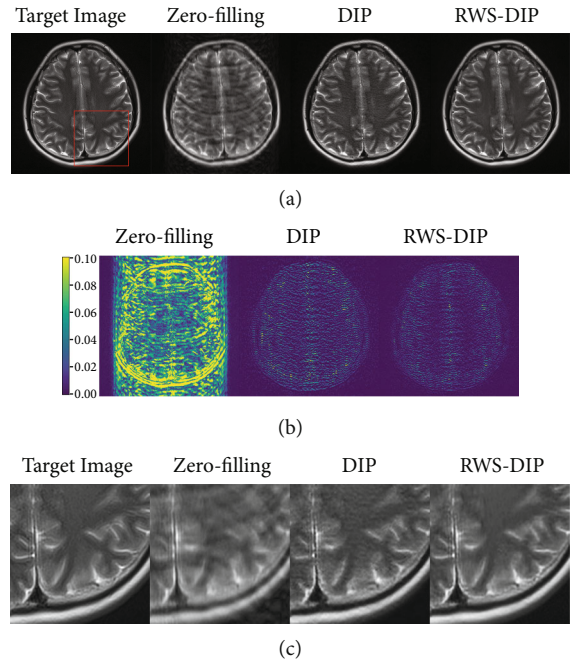 Target Image Zero-filling DIP RWS-DIP
(a)
Zero-filling DIP RWS-DIP
0.10
0.08
0.06
0.04
0.02
0.00
(b)
Target Image Zero-filling DIP RWS-DIP
(c)